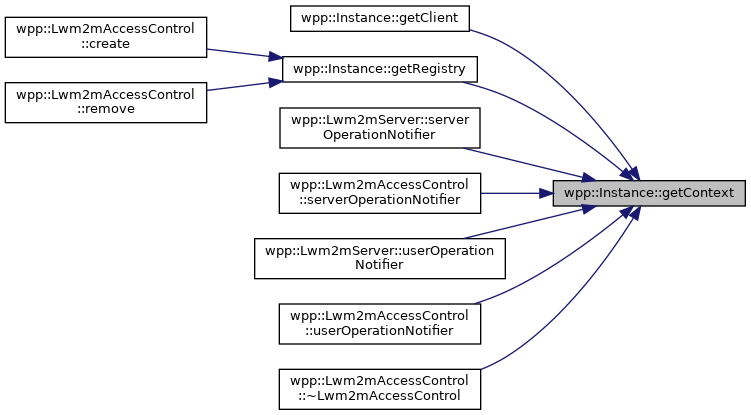 wpp::Instance::getClient
wpp::Lwm2mAccessControl
::create
wpp::Instance::getRegistry
wpp::Lwm2mAccessControl
::remove
wpp::Lwm2mServer::server
OperationNotifier
wpp::Lwm2mAccessControl
::serverOperationNotifier
wpp::Instance::getContext
wpp::Lwm2mServer::userOperation
Notifier
wpp::Lwm2mAccessControl
::userOperationNotifier
wpp::Lwm2mAccessControl
::~Lwm2mAccessControl